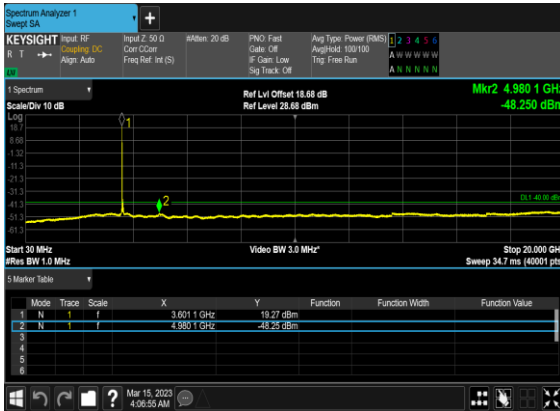 Spectrum Analyzer 1
Swept SA
+
KEYSIGHT Input: RF Input Z: 50 Ω #Atten: 20 dB PNO: Fast Avg Type: Power (RMS) 1 2 3 4 5 6
R T Coupling: DC Corr CCorr Gate: Off Avg|Hold: 100/100 A W W W W W
Align: Auto Freq Ref: Int (S) IF Gain: Low Trig: Free Run
Sig Track: Off A N N N N N
1 Spectrum
Scale/Div 10 dB
Ref Lvl Offset 18.68 dB
Ref Level 28.68 dBm
Mkr2 4.980 1 GHz
-48.250 dBm
Log
18.7
8.68
-1.32
-11.3
-21.3
-31.3
-41.3
-51.3
-61.3
1
2
DL1 -40.00 dBm
Start 30 MHz Video BW 3.0 MHz* Stop 20.000 GHz
#Res BW 1.0 MHz Sweep 34.7 ms (40001 pts)
5 Marker Table
Mode Trace Scale X Y Function Function Width Function Value
1 N 1 f 3.601 1 GHz 19.27 dBm
2 N 1 f 4.980 1 GHz -48.25 dBm
3
4
5
6
? Mar 15, 2023
4:06:55 AM